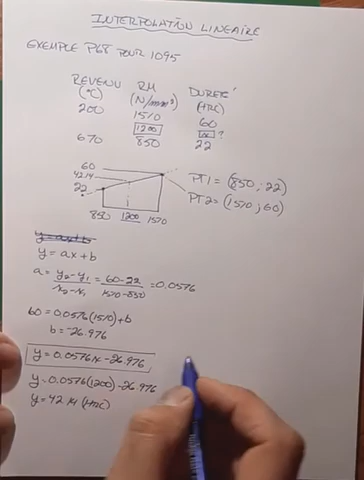 INTERPOLATION LINEAIRE
EXEMPLE P68 POUR 1095
REVENU RM DURETÉ
(°C) (N/mm²) (HRC)
200 1510 60
1200 ?
670 850 22
60
42.14
22
850 1200 1510
PT1 = (850 ; 22)
PT2 = (1510 ; 60)
y = ax+b
y = ax+b
a = y₂-y₁ / x₂-x₁ = 60-22 / 1510-850 = 0.0576
60 = 0.0576(1510)+b
b = -26.976
y = 0.0576x - 26.976
y = 0.0576(1200) - 26.976
y = 42.14 (HRC)